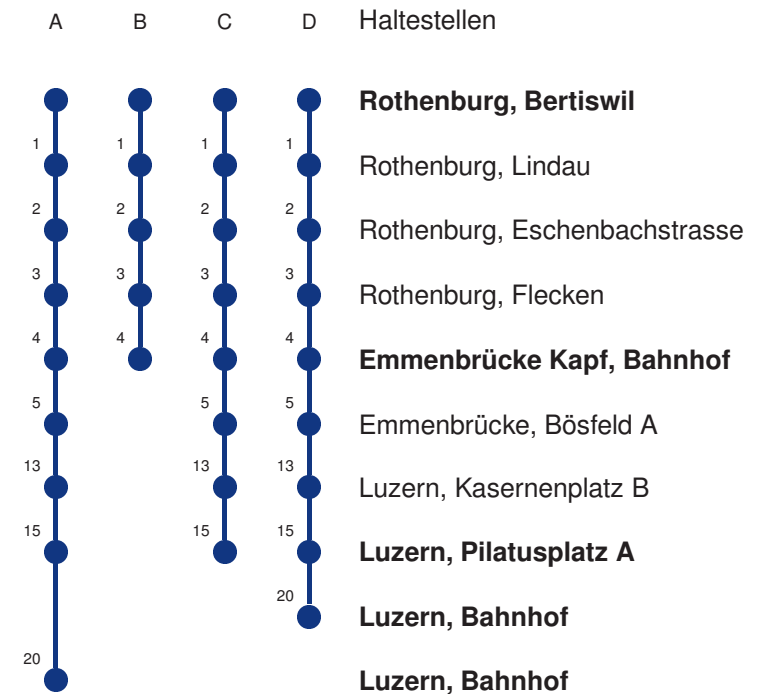 A B C D Haltestellen
Rothenburg, Bertiswil
1 1 1 1 Rothenburg, Lindau
2 2 2 2 Rothenburg, Eschenbachstrasse
3 3 3 3 Rothenburg, Flecken
4 4 4 4 Emmenbrücke Kapf, Bahnhof
5 5 5 Emmenbrücke, Bösfeld A
13 13 13 Luzern, Kasernenplatz B
15 15 15 Luzern, Pilatusplatz A
20 Luzern, Bahnhof
20 Luzern, Bahnhof